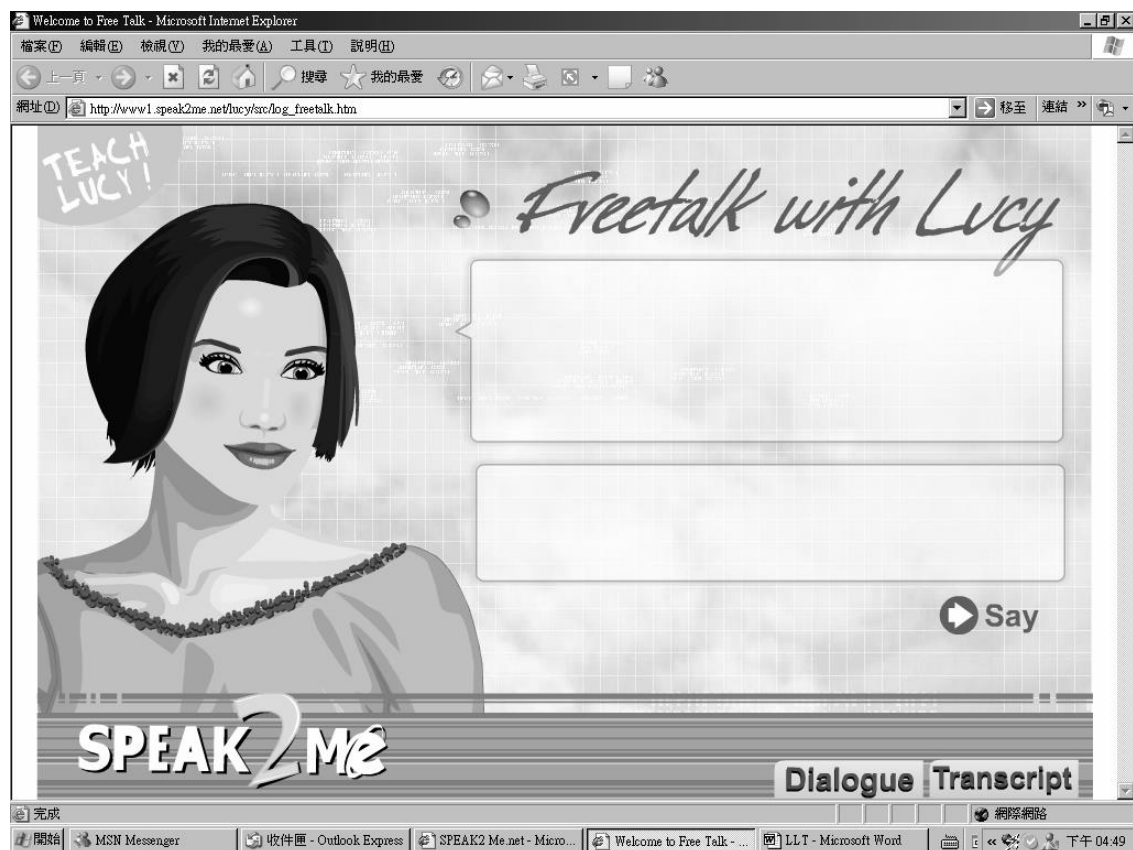 Welcome to Free Talk - Microsoft Internet Explorer
檔案(F) 編輯(E) 檢視(V) 我的最愛(A) 工具(T) 說明(H)
上一頁 搜尋 我的最愛
網址(D) http://www1.speak2me.net/lucy/src/log_freetalk.htm 移至 連結 »
TEACH
LUCY!
Freetalk with Lucy
Say
SPEAK2Me
Dialogue Transcript
完成 網際網路
開始 MSN Messenger 收件匣 - Outlook Express SPEAK2 Me.net - Micro... Welcome to Free Talk - ... LLT - Microsoft Word « 下午 04:49